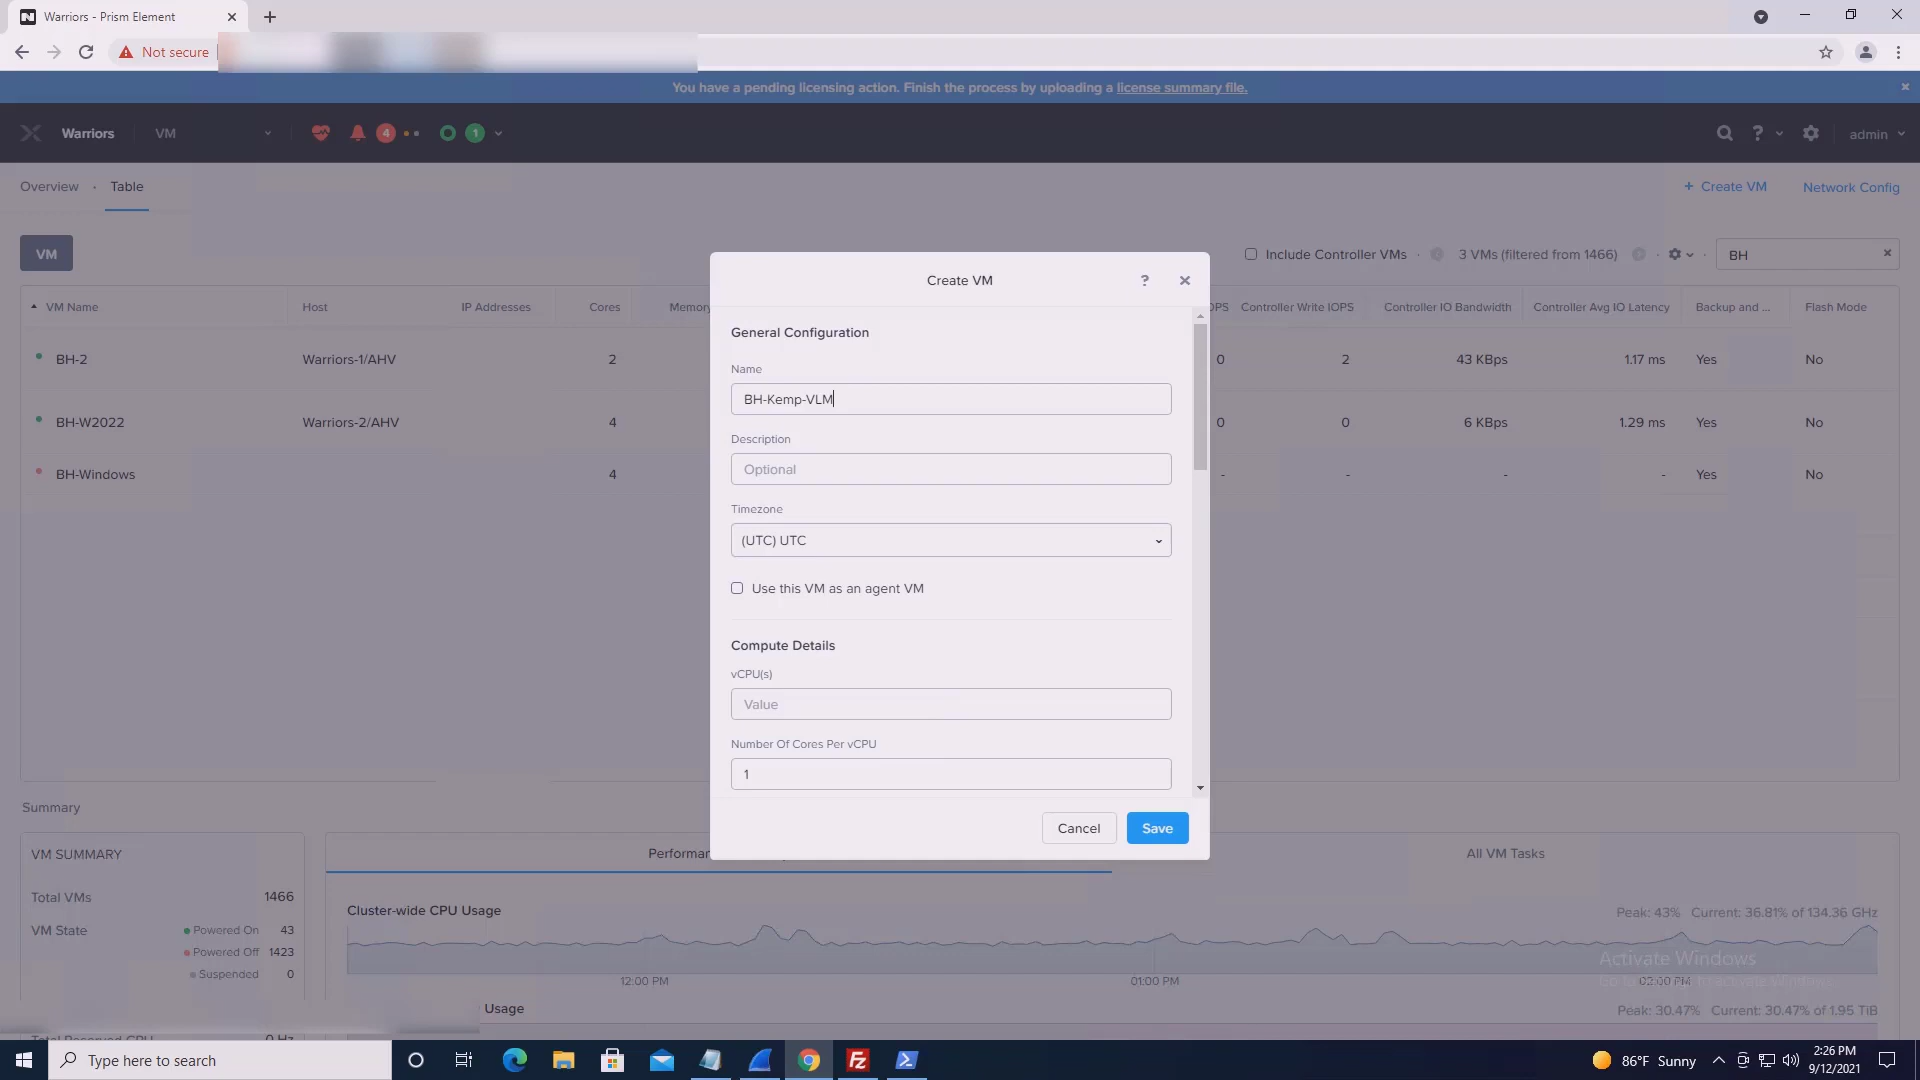 Warriors - Prism Element
Not secure
You have a pending licensing action. Finish the process by uploading a license summary file.
Warriors VM 4 1 ? admin
Overview · Table + Create VM Network Config
VM Include Controller VMs · 3 VMs (filtered from 1466) · · BH
VM Name Host IP Addresses Cores Memory OPS Controller Write IOPS Controller IO Bandwidth Controller Avg IO Latency Backup and ... Flash Mode
BH-2 Warriors-1/AHV 2 0 2 43 KBps 1.17 ms Yes No
BH-W2022 Warriors-2/AHV 4 0 0 6 KBps 1.29 ms Yes No
BH-Windows 4 - - - - Yes No
Create VM ?
General Configuration
Name
BH-Kemp-VLM
Description
Optional
Timezone
(UTC) UTC
Use this VM as an agent VM
Compute Details
vCPU(s)
Value
Number Of Cores Per vCPU
1
Cancel Save
Summary
VM SUMMARY
Total VMs 1466
VM State Powered On 43
Powered Off 1423
Suspended 0
All VM Tasks
Cluster-wide CPU Usage Peak: 43% Current: 36.81% of 134.36 GHz
12:00 PM 01:00 PM 02:00 PM
Activate Windows
Usage Peak: 30.47% Current: 30.47% of 1.95 TiB
Type here to search
86°F Sunny
2:26 PM
9/12/2021